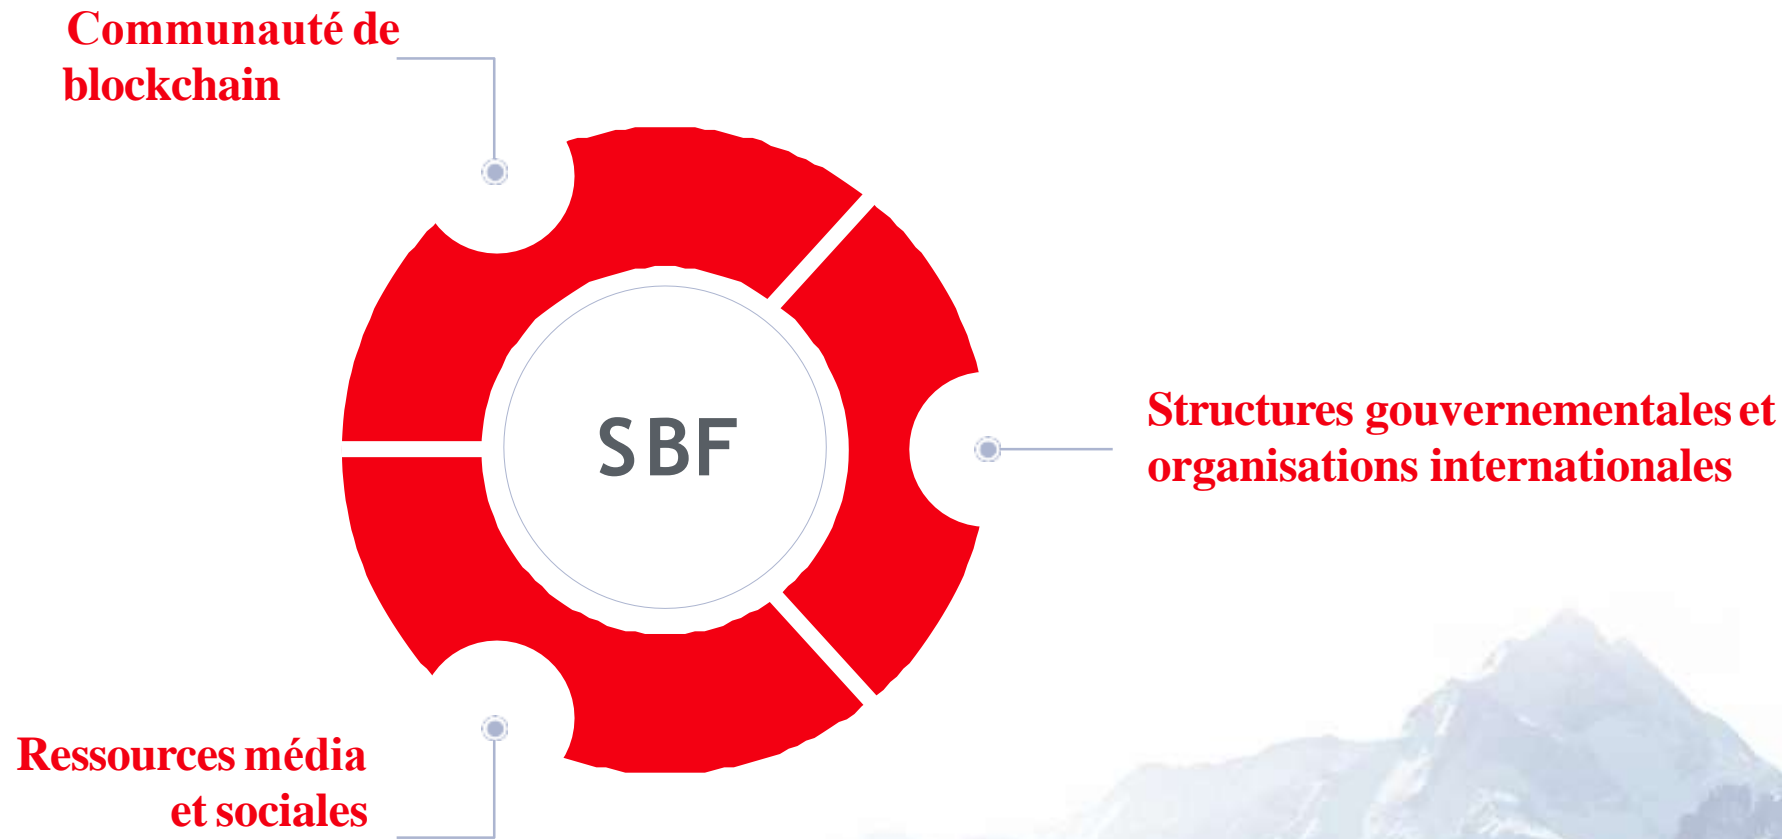 Communauté de
blockchain
SBF
Structures gouvernementales et
organisations internationales
Ressources média
et sociales